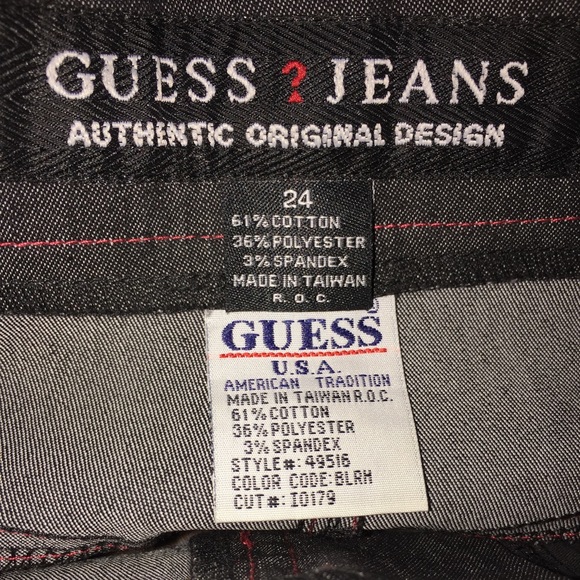 GUESS ? JEANS
AUTHENTIC ORIGINAL DESIGN
24
61% COTTON
36% POLYESTER
3% SPANDEX
MADE IN TAIWAN
R. O. C.
GUESS
U.S.A.
AMERICAN TRADITION
MADE IN TAIWAN R.O.C.
61% COTTON
36% POLYESTER
3% SPANDEX
STYLE#: 49516
COLOR CODE: BLRH
CUT#: I0179